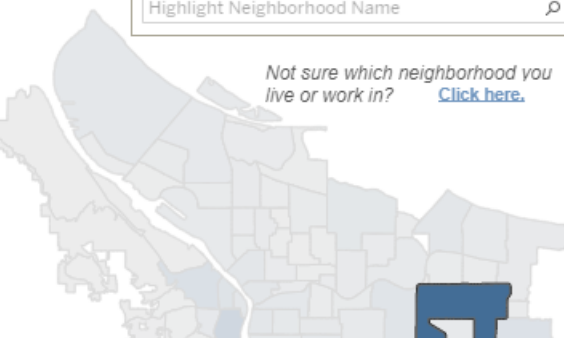 Highlight Neighborhood Name
Not sure which neighborhood you
live or work in? Click here.